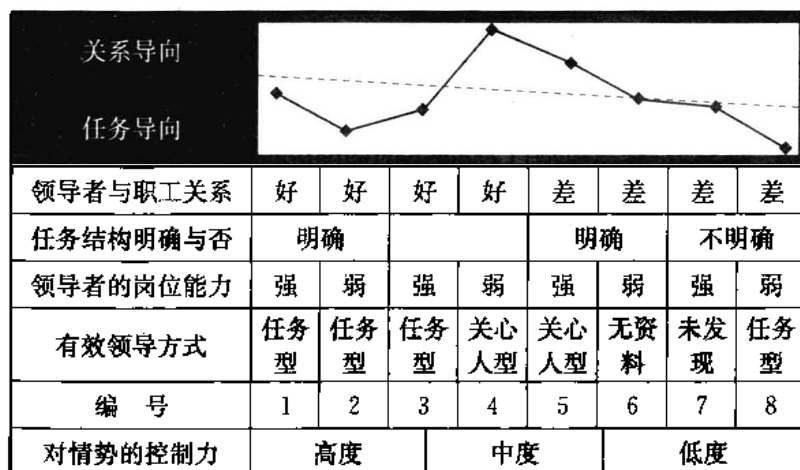 关系导向
任务导向
领导者与职工关系 好 好 好 好 差 差 差 差
任务结构明确与否 明确 明确 不明确
领导者的岗位能力 强 弱 强 弱 强 弱 强 弱
有效领导方式 任务型 任务型 任务型 关心人型 关心人型 无资料 未发现 任务型
编 号 1 2 3 4 5 6 7 8
对情势的控制力 高度 中度 低度